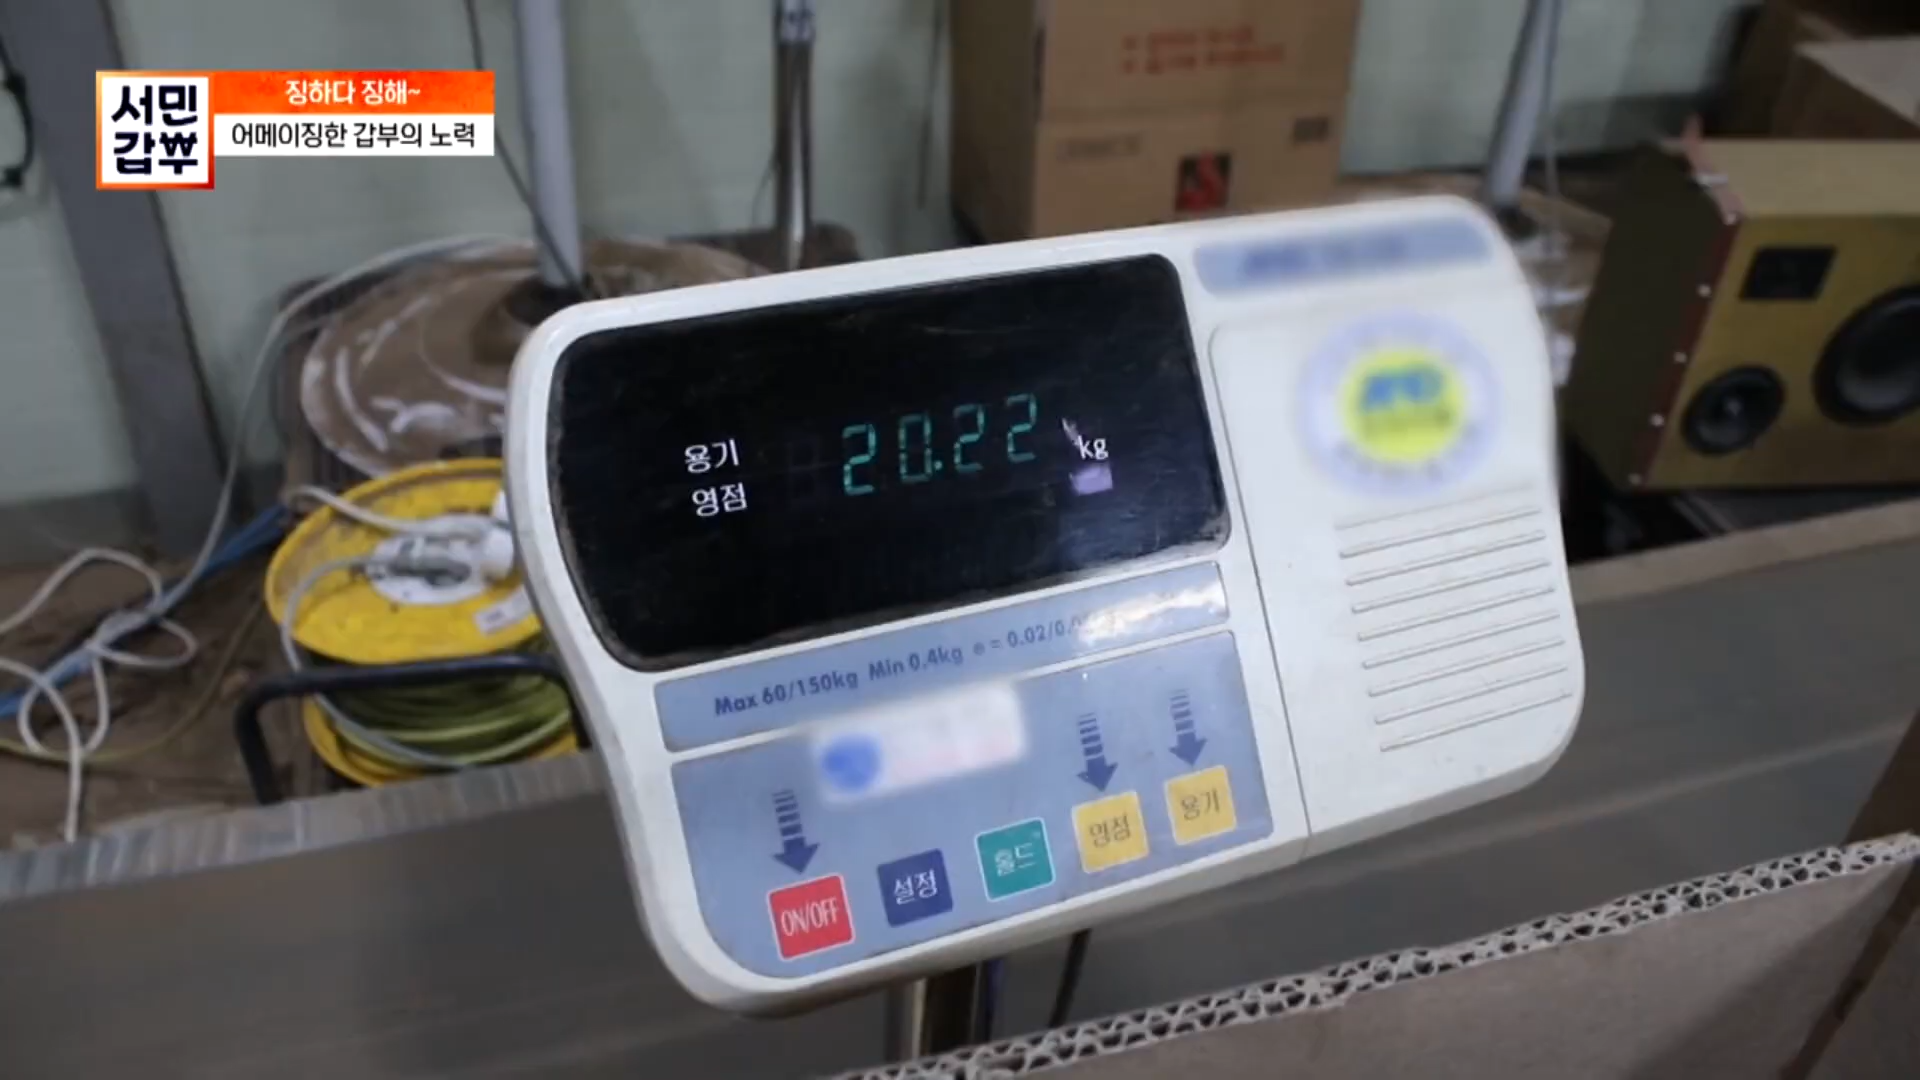 서민
갑부
징하다 징해~
어메이징한 갑부의 노력
용기
영점
20.22 kg
Max 60/150kg Min 0.4kg e = 0.02/0.0
ON/OFF
설정
홀드
영점
용기